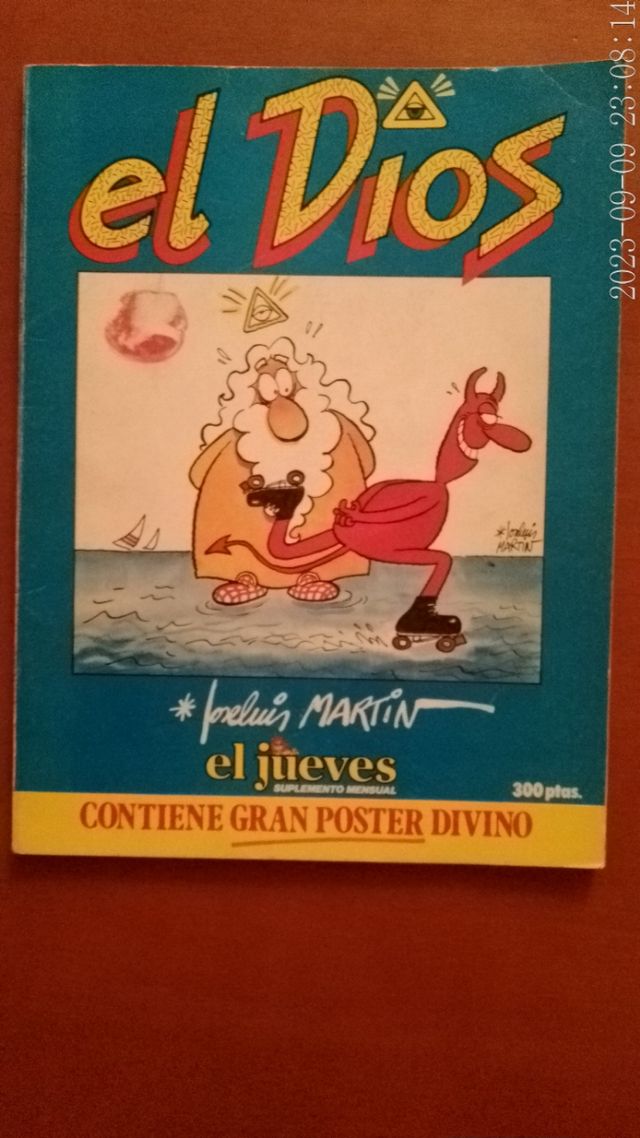 2023-09-09 23:08:14
el Dios
*Joseluis
MARTIN
*Joseluis MARTIN
el jueves
SUPLEMENTO MENSUAL
300 ptas.
CONTIENE GRAN POSTER DIVINO